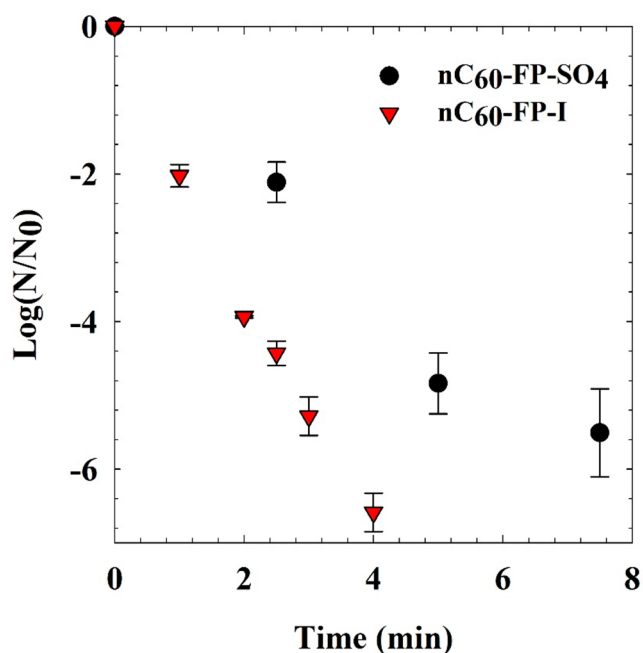 0
nC60-FP-SO4
nC60-FP-I
-2
Log(N/N0)
-4
-6
0 2 4 6 8
Time (min)